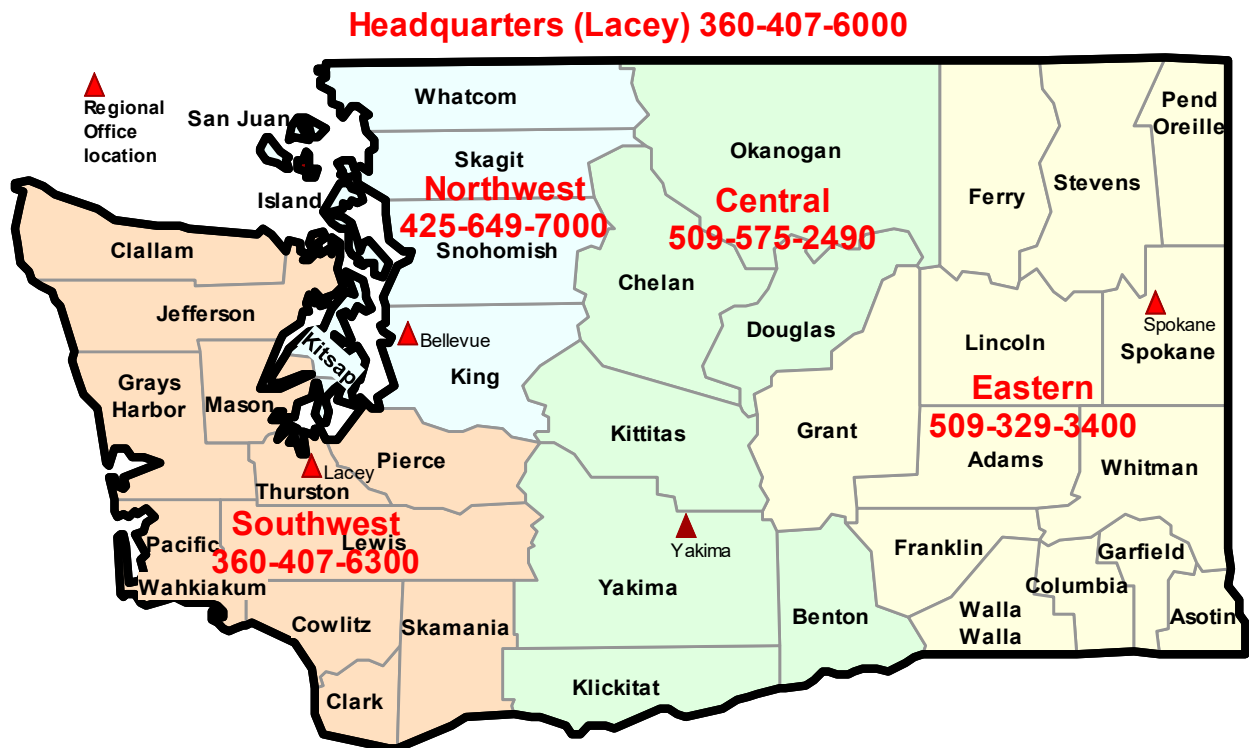 Headquarters (Lacey) 360-407-6000
Regional
Office
location
San Juan
Island
Whatcom
Skagit
Northwest
425-649-7000
Snohomish
King
Bellevue
Kitsap
Okanogan
Central
509-575-2490
Chelan
Douglas
Kittitas
Yakima
Yakima
Benton
Klickitat
Pend
Oreille
Stevens
Ferry
Spokane
Spokane
Lincoln
Eastern
509-329-3400
Grant
Adams
Whitman
Franklin
Garfield
Columbia
Walla
Walla
Asotin
Clallam
Jefferson
Grays
Harbor
Mason
Pierce
Lacey
Thurston
Southwest
360-407-6300
Lewis
Pacific
Wahkiakum
Cowlitz
Skamania
Clark